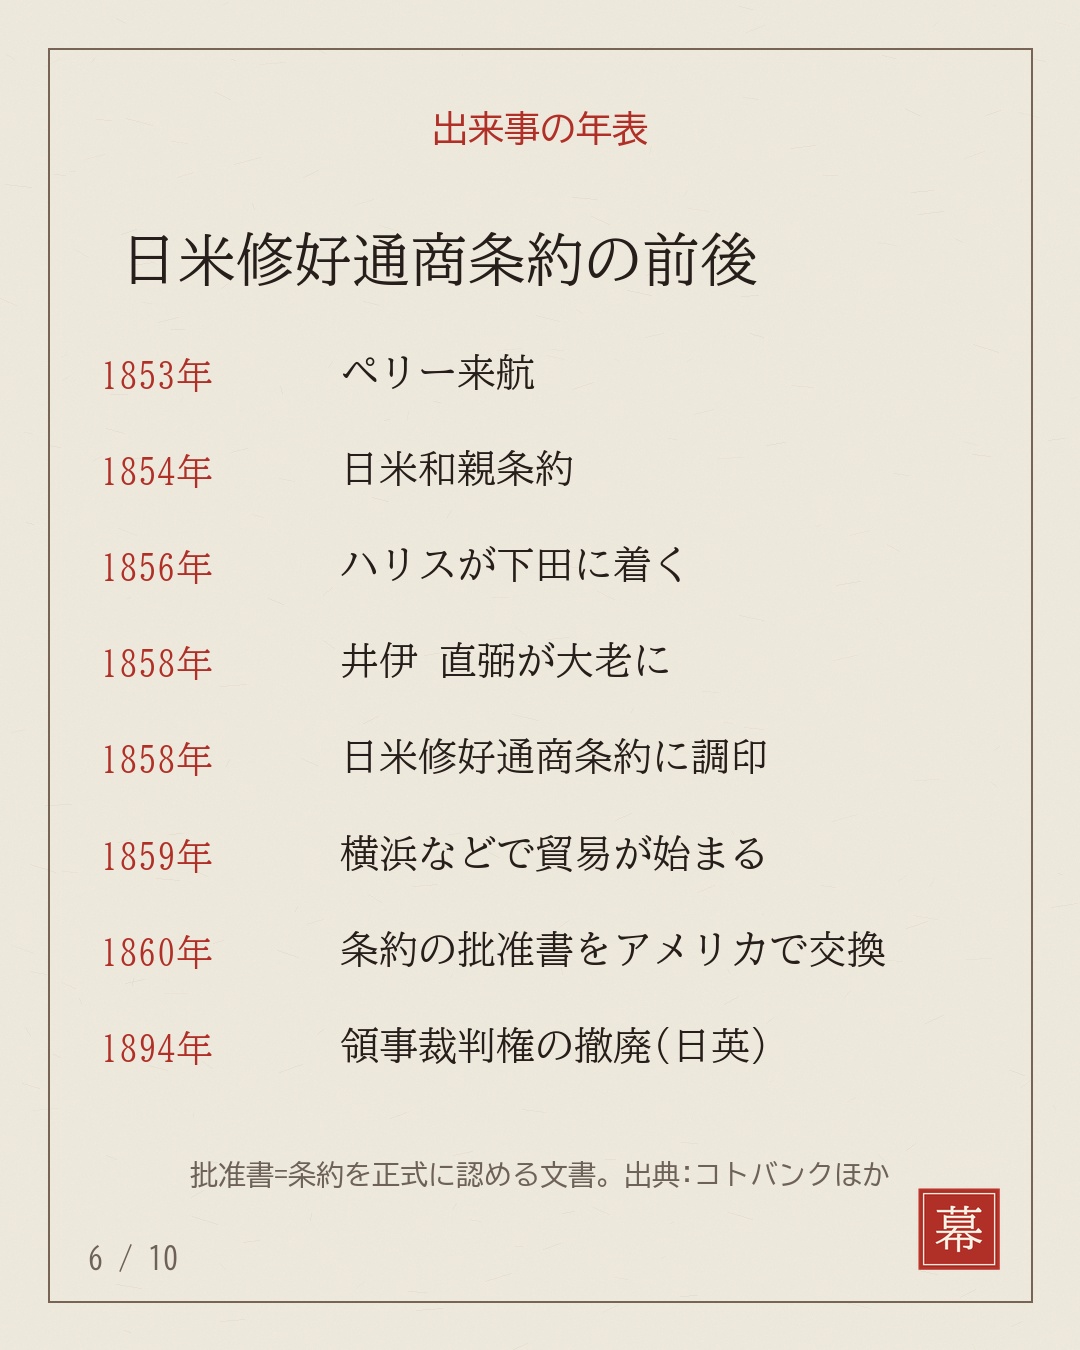 出来事の年表
日米修好通商条約の前後
1853年 ペリー来航
1854年 日米和親条約
1856年 ハリスが下田に着く
1858年 井伊 直弼が大老に
1858年 日米修好通商条約に調印
1859年 横浜などで貿易が始まる
1860年 条約の批准書をアメリカで交換
1894年 領事裁判権の撤廃(日英)
批准書=条約を正式に認める文書。出典:コトバンクほか
幕
6 / 10